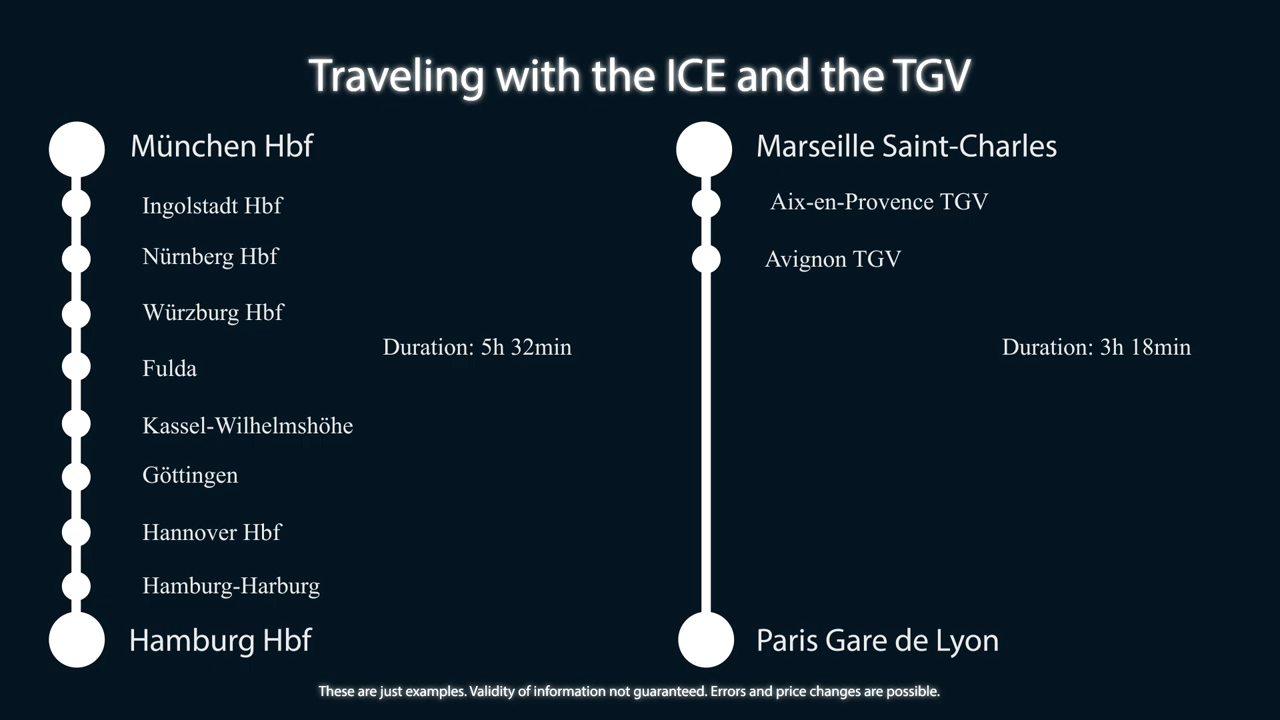 Traveling with the ICE and the TGV
München Hbf
Ingolstadt Hbf
Nürnberg Hbf
Würzburg Hbf
Duration: 5h 32min
Fulda
Kassel-Wilhelmshöhe
Göttingen
Hannover Hbf
Hamburg-Harburg
Hamburg Hbf
Marseille Saint-Charles
Aix-en-Provence TGV
Avignon TGV
Duration: 3h 18min
Paris Gare de Lyon
These are just examples. Validity of information not guaranteed. Errors and price changes are possible.